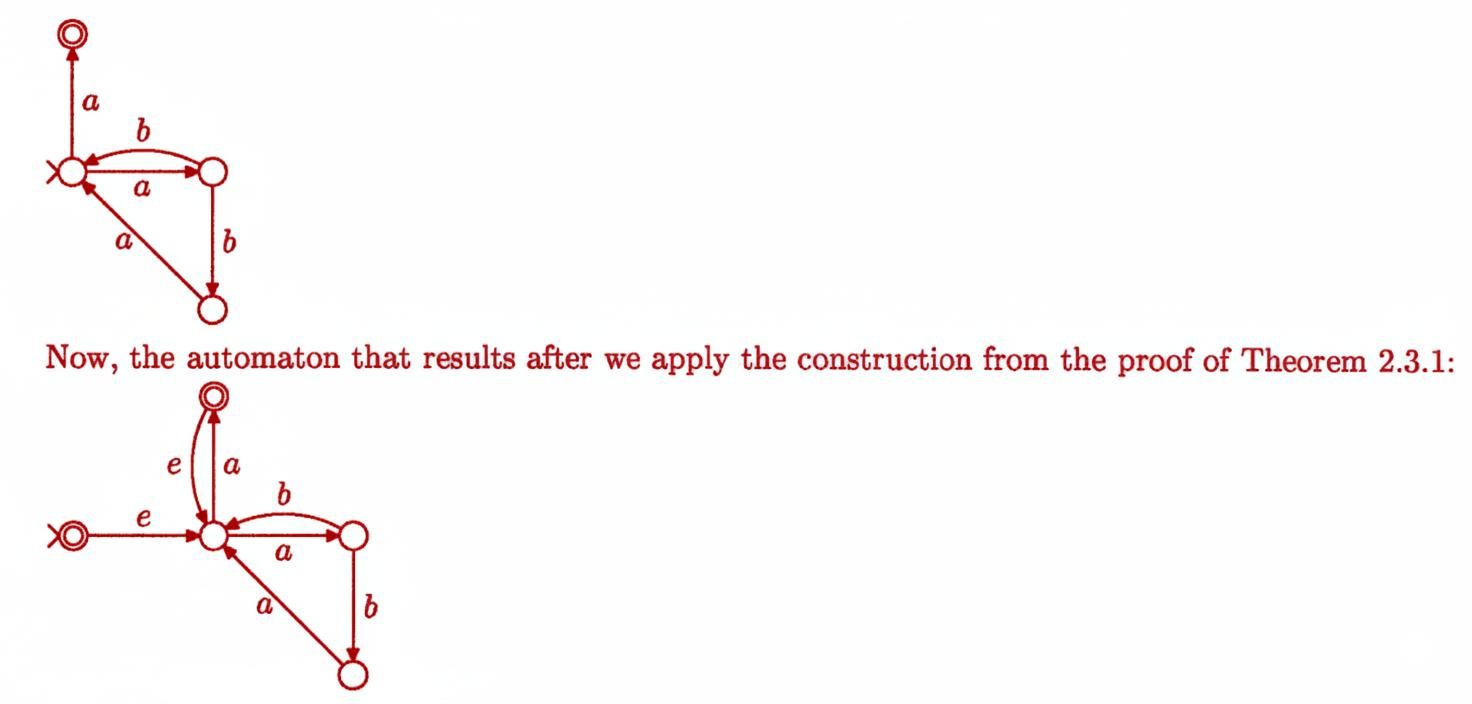 a
b
a
a
b
Now, the automaton that results after we apply the construction from the proof of Theorem 2.3.1:
e
a
b
e
a
a
b